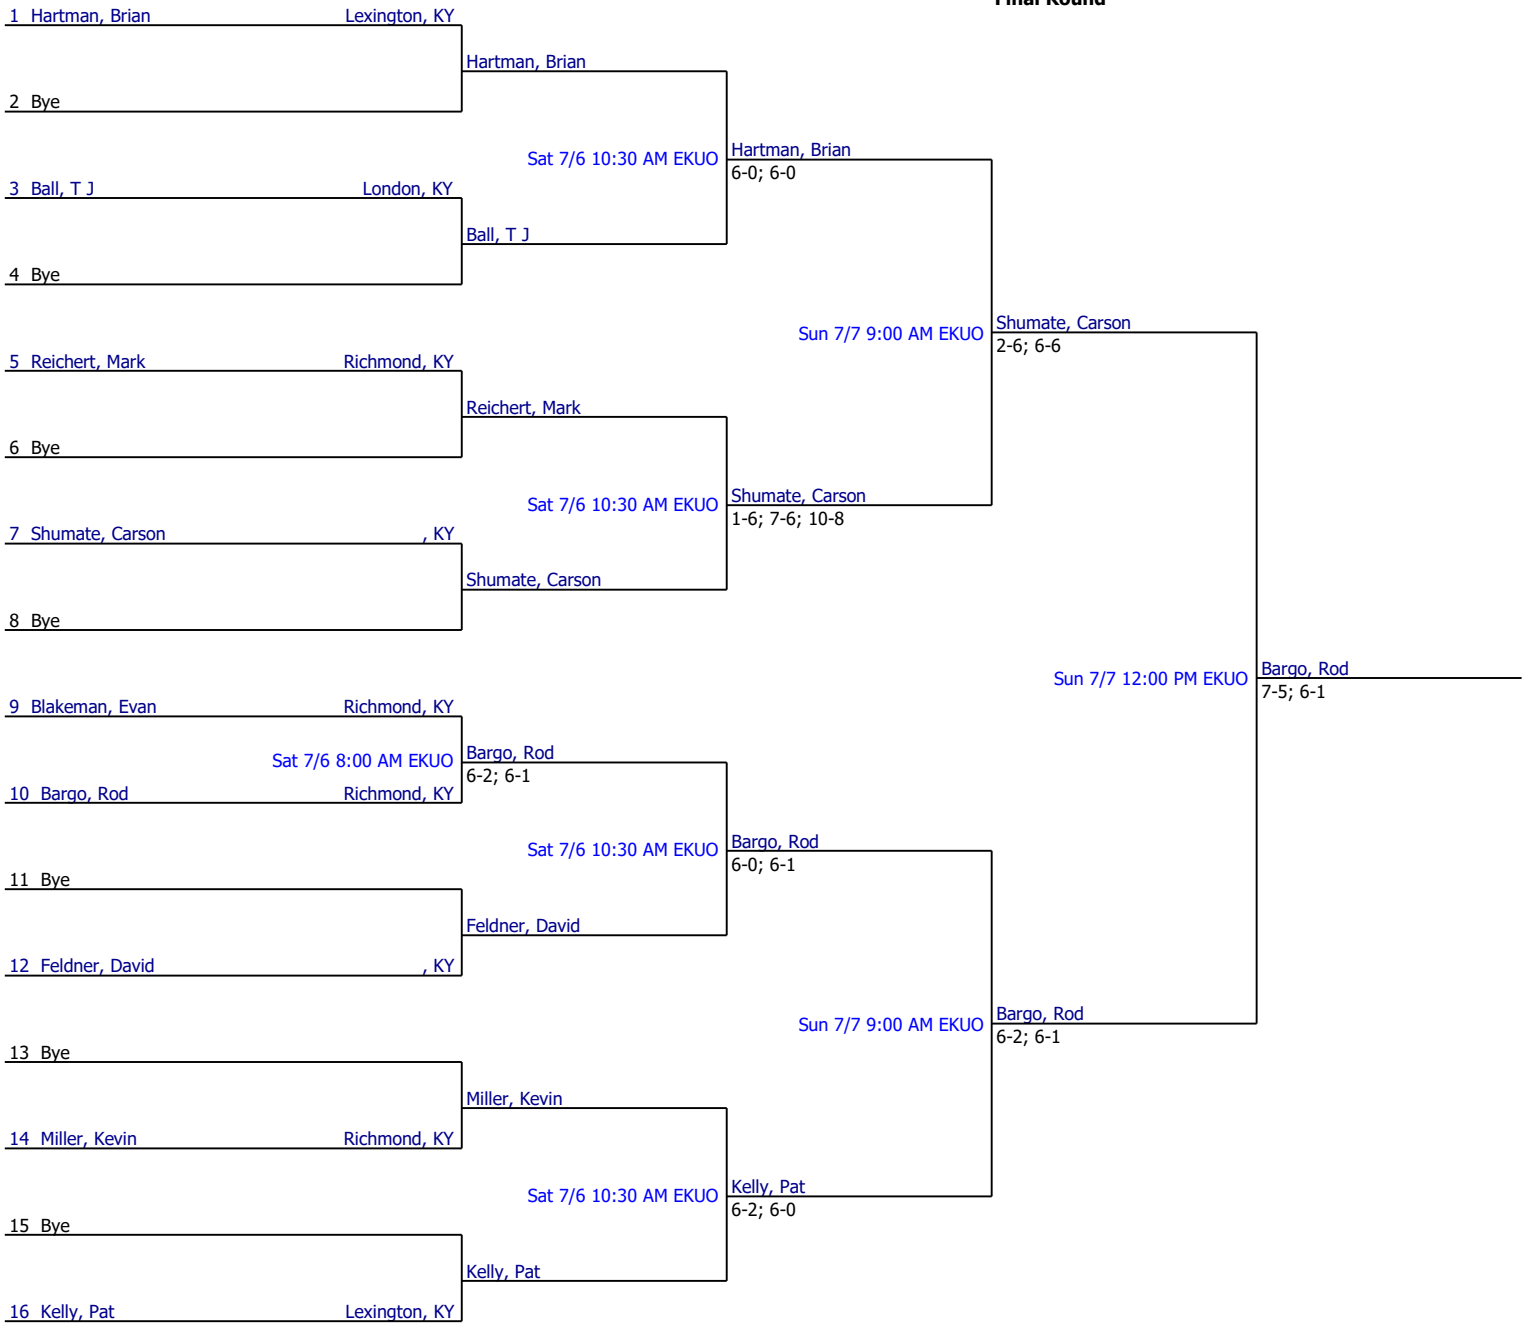 Final Round
1 Hartman, Brian Lexington, KY
Hartman, Brian
2 Bye
Sat 7/6 10:30 AM EKUO
Hartman, Brian
6-0; 6-0
3 Ball, T J London, KY
Ball, T J
4 Bye
Sun 7/7 9:00 AM EKUO
Shumate, Carson
2-6; 6-6
5 Reichert, Mark Richmond, KY
Reichert, Mark
6 Bye
Sat 7/6 10:30 AM EKUO
Shumate, Carson
1-6; 7-6; 10-8
7 Shumate, Carson , KY
Shumate, Carson
8 Bye
Sun 7/7 12:00 PM EKUO
Bargo, Rod
7-5; 6-1
9 Blakeman, Evan Richmond, KY
Sat 7/6 8:00 AM EKUO
Bargo, Rod
6-2; 6-1
10 Bargo, Rod Richmond, KY
Sat 7/6 10:30 AM EKUO
Bargo, Rod
6-0; 6-1
11 Bye
Feldner, David
12 Feldner, David , KY
Sun 7/7 9:00 AM EKUO
Bargo, Rod
6-2; 6-1
13 Bye
Miller, Kevin
14 Miller, Kevin Richmond, KY
Sat 7/6 10:30 AM EKUO
Kelly, Pat
6-2; 6-0
15 Bye
Kelly, Pat
16 Kelly, Pat Lexington, KY